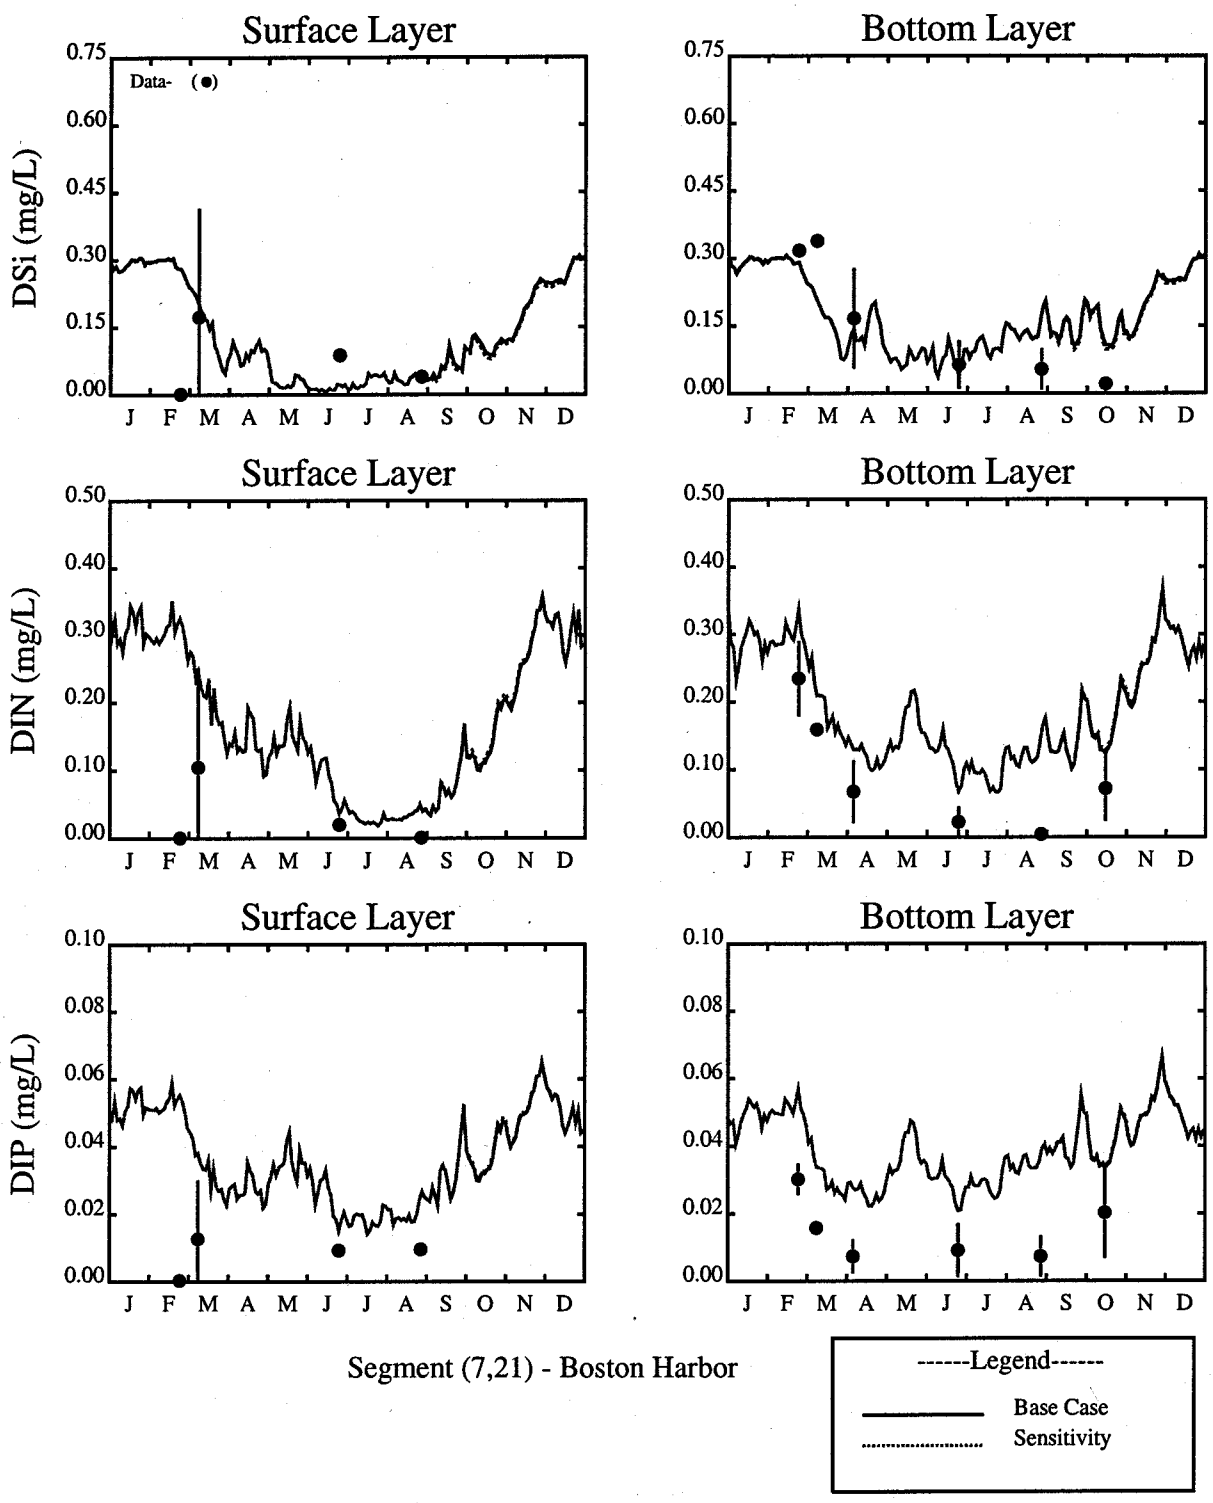 Surface Layer
Bottom Layer
DSi (mg/L)
0.75
0.60
0.45
0.30
0.15
0.00
Data- (●)
J F M A M J J A S O N D
0.75
0.60
0.45
0.30
0.15
0.00
J F M A M J J A S O N D
Surface Layer
Bottom Layer
DIN (mg/L)
0.50
0.40
0.30
0.20
0.10
0.00
J F M A M J J A S O N D
0.50
0.40
0.30
0.20
0.10
0.00
J F M A M J J A S O N D
Surface Layer
Bottom Layer
DIP (mg/L)
0.10
0.08
0.06
0.04
0.02
0.00
J F M A M J J A S O N D
0.10
0.08
0.06
0.04
0.02
0.00
J F M A M J J A S O N D
Segment (7,21) - Boston Harbor
------Legend------
Base Case
Sensitivity